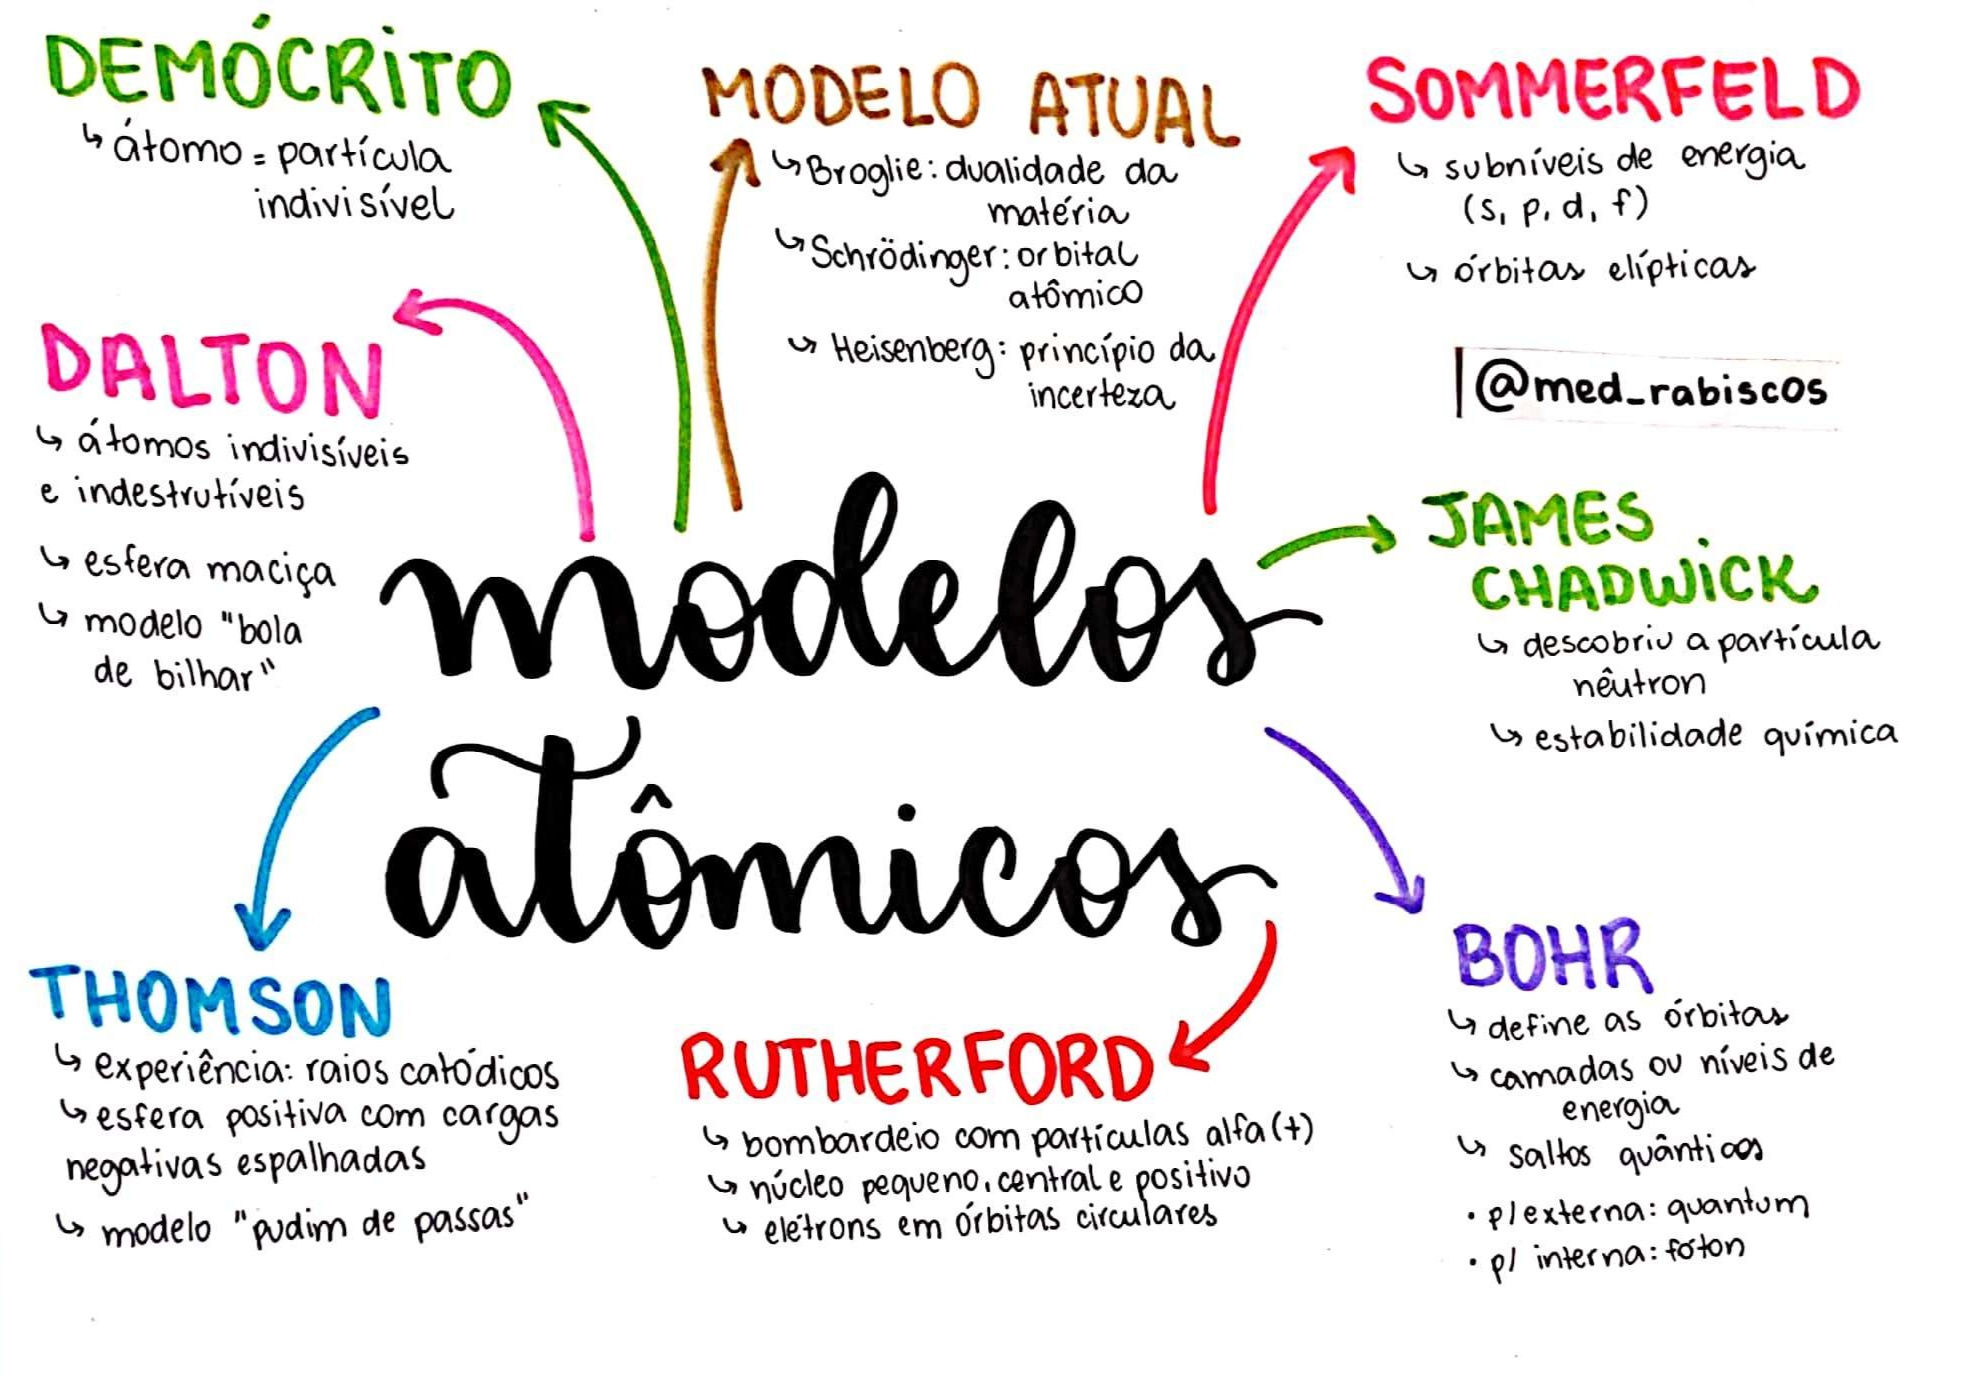 DEMÓCRITO
↳ átomo = partícula
indivisível
MODELO ATUAL
↳ Broglie: dualidade da
matéria
↳ Schrödinger: orbital
atômico
↳ Heisenberg: princípio da
incerteza
SOMMERFELD
↳ subníveis de energia
(s, p, d, f)
↳ órbitas elípticas
@med_rabiscos
DALTON
↳ átomos indivisíveis
e indestrutíveis
↳ esfera maciça
↳ modelo "bola
de bilhar"
modelos
atômicos
JAMES
CHADWICK
↳ descobriu a partícula
nêutron
↳ estabilidade química
THOMSON
↳ experiência: raios catódicos
↳ esfera positiva com cargas
negativas espalhadas
↳ modelo "pudim de passas"
RUTHERFORD
↳ bombardeio com partículas alfa (+)
↳ núcleo pequeno, central e positivo
↳ elétrons em órbitas circulares
BOHR
↳ define as órbitas
↳ camadas ou níveis de
energia
↳ saltos quânticos
• p/ externa: quantum
• p/ interna: fóton